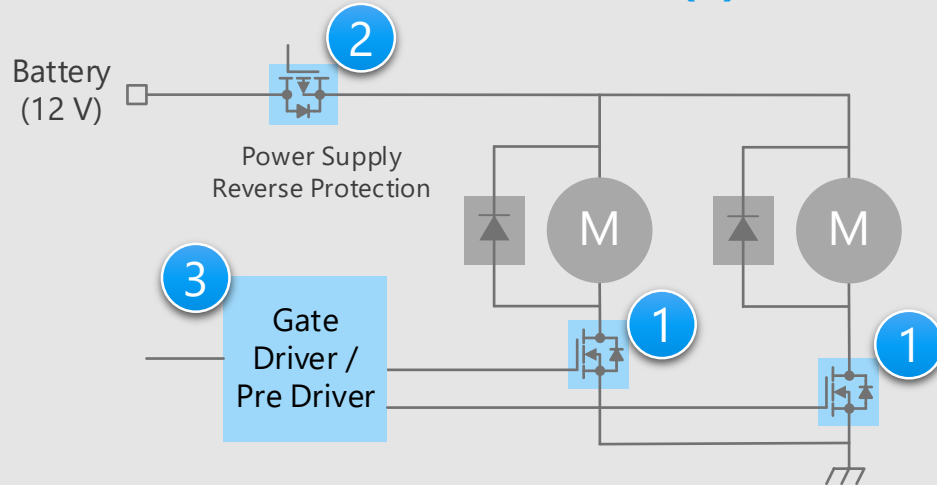 2
Battery
(12 V)
Power Supply
Reverse Protection
M
M
3
Gate
Driver /
Pre Driver
1
1